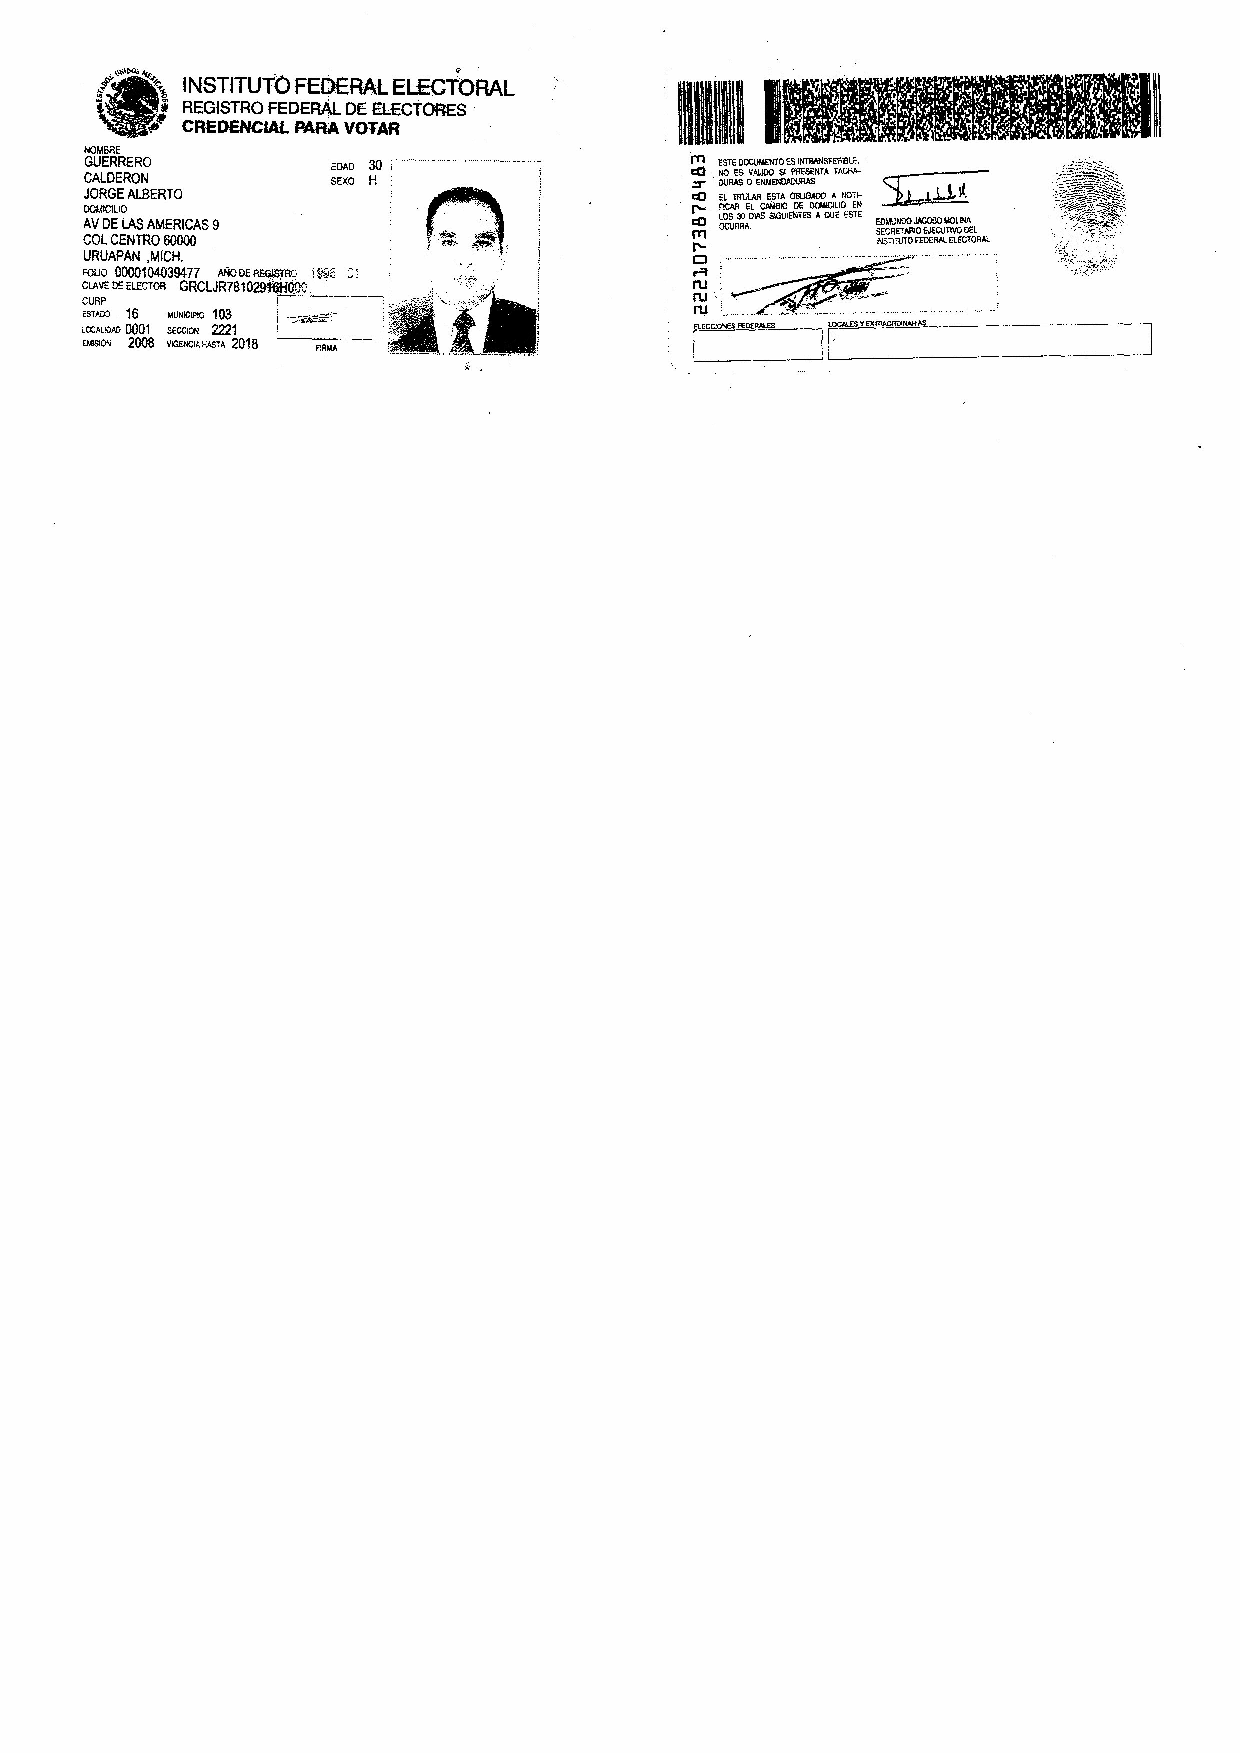 ESTADOS UNIDOS MEXICANOS
INSTITUTO FEDERAL ELECTORAL
REGISTRO FEDERAL DE ELECTORES
CREDENCIAL PARA VOTAR
NOMBRE
GUERRERO
CALDERON
JORGE ALBERTO
EDAD 30
SEXO H
DOMICILIO
AV DE LAS AMERICAS 9
COL CENTRO 60000
URUAPAN ,MICH.
FOLIO 0000104039477 AÑO DE REGISTRO 1996 01
CLAVE DE ELECTOR GRCLJR78102916H000
CURP
ESTADO 16 MUNICIPIO 103
LOCALIDAD 0001 SECCION 2221
EMISION 2008 VIGENCIA HASTA 2018
FIRMA
ESTE DOCUMENTO ES INTRANSFERIBLE.
NO ES VALIDO SI PRESENTA TACHA-
DURAS O ENMENDADURAS
EL TITULAR ESTA OBLIGADO A NOTI-
FICAR EL CAMBIO DE DOMICILIO EN
LOS 30 DIAS SIGUIENTES A QUE ESTE
OCURRA.
EDMUNDO JACOBO MOLINA
SECRETARIO EJECUTIVO DEL
INSTITUTO FEDERAL ELECTORAL
ELECCIONES FEDERALES
LOCALES Y EXTRAORDINARIAS